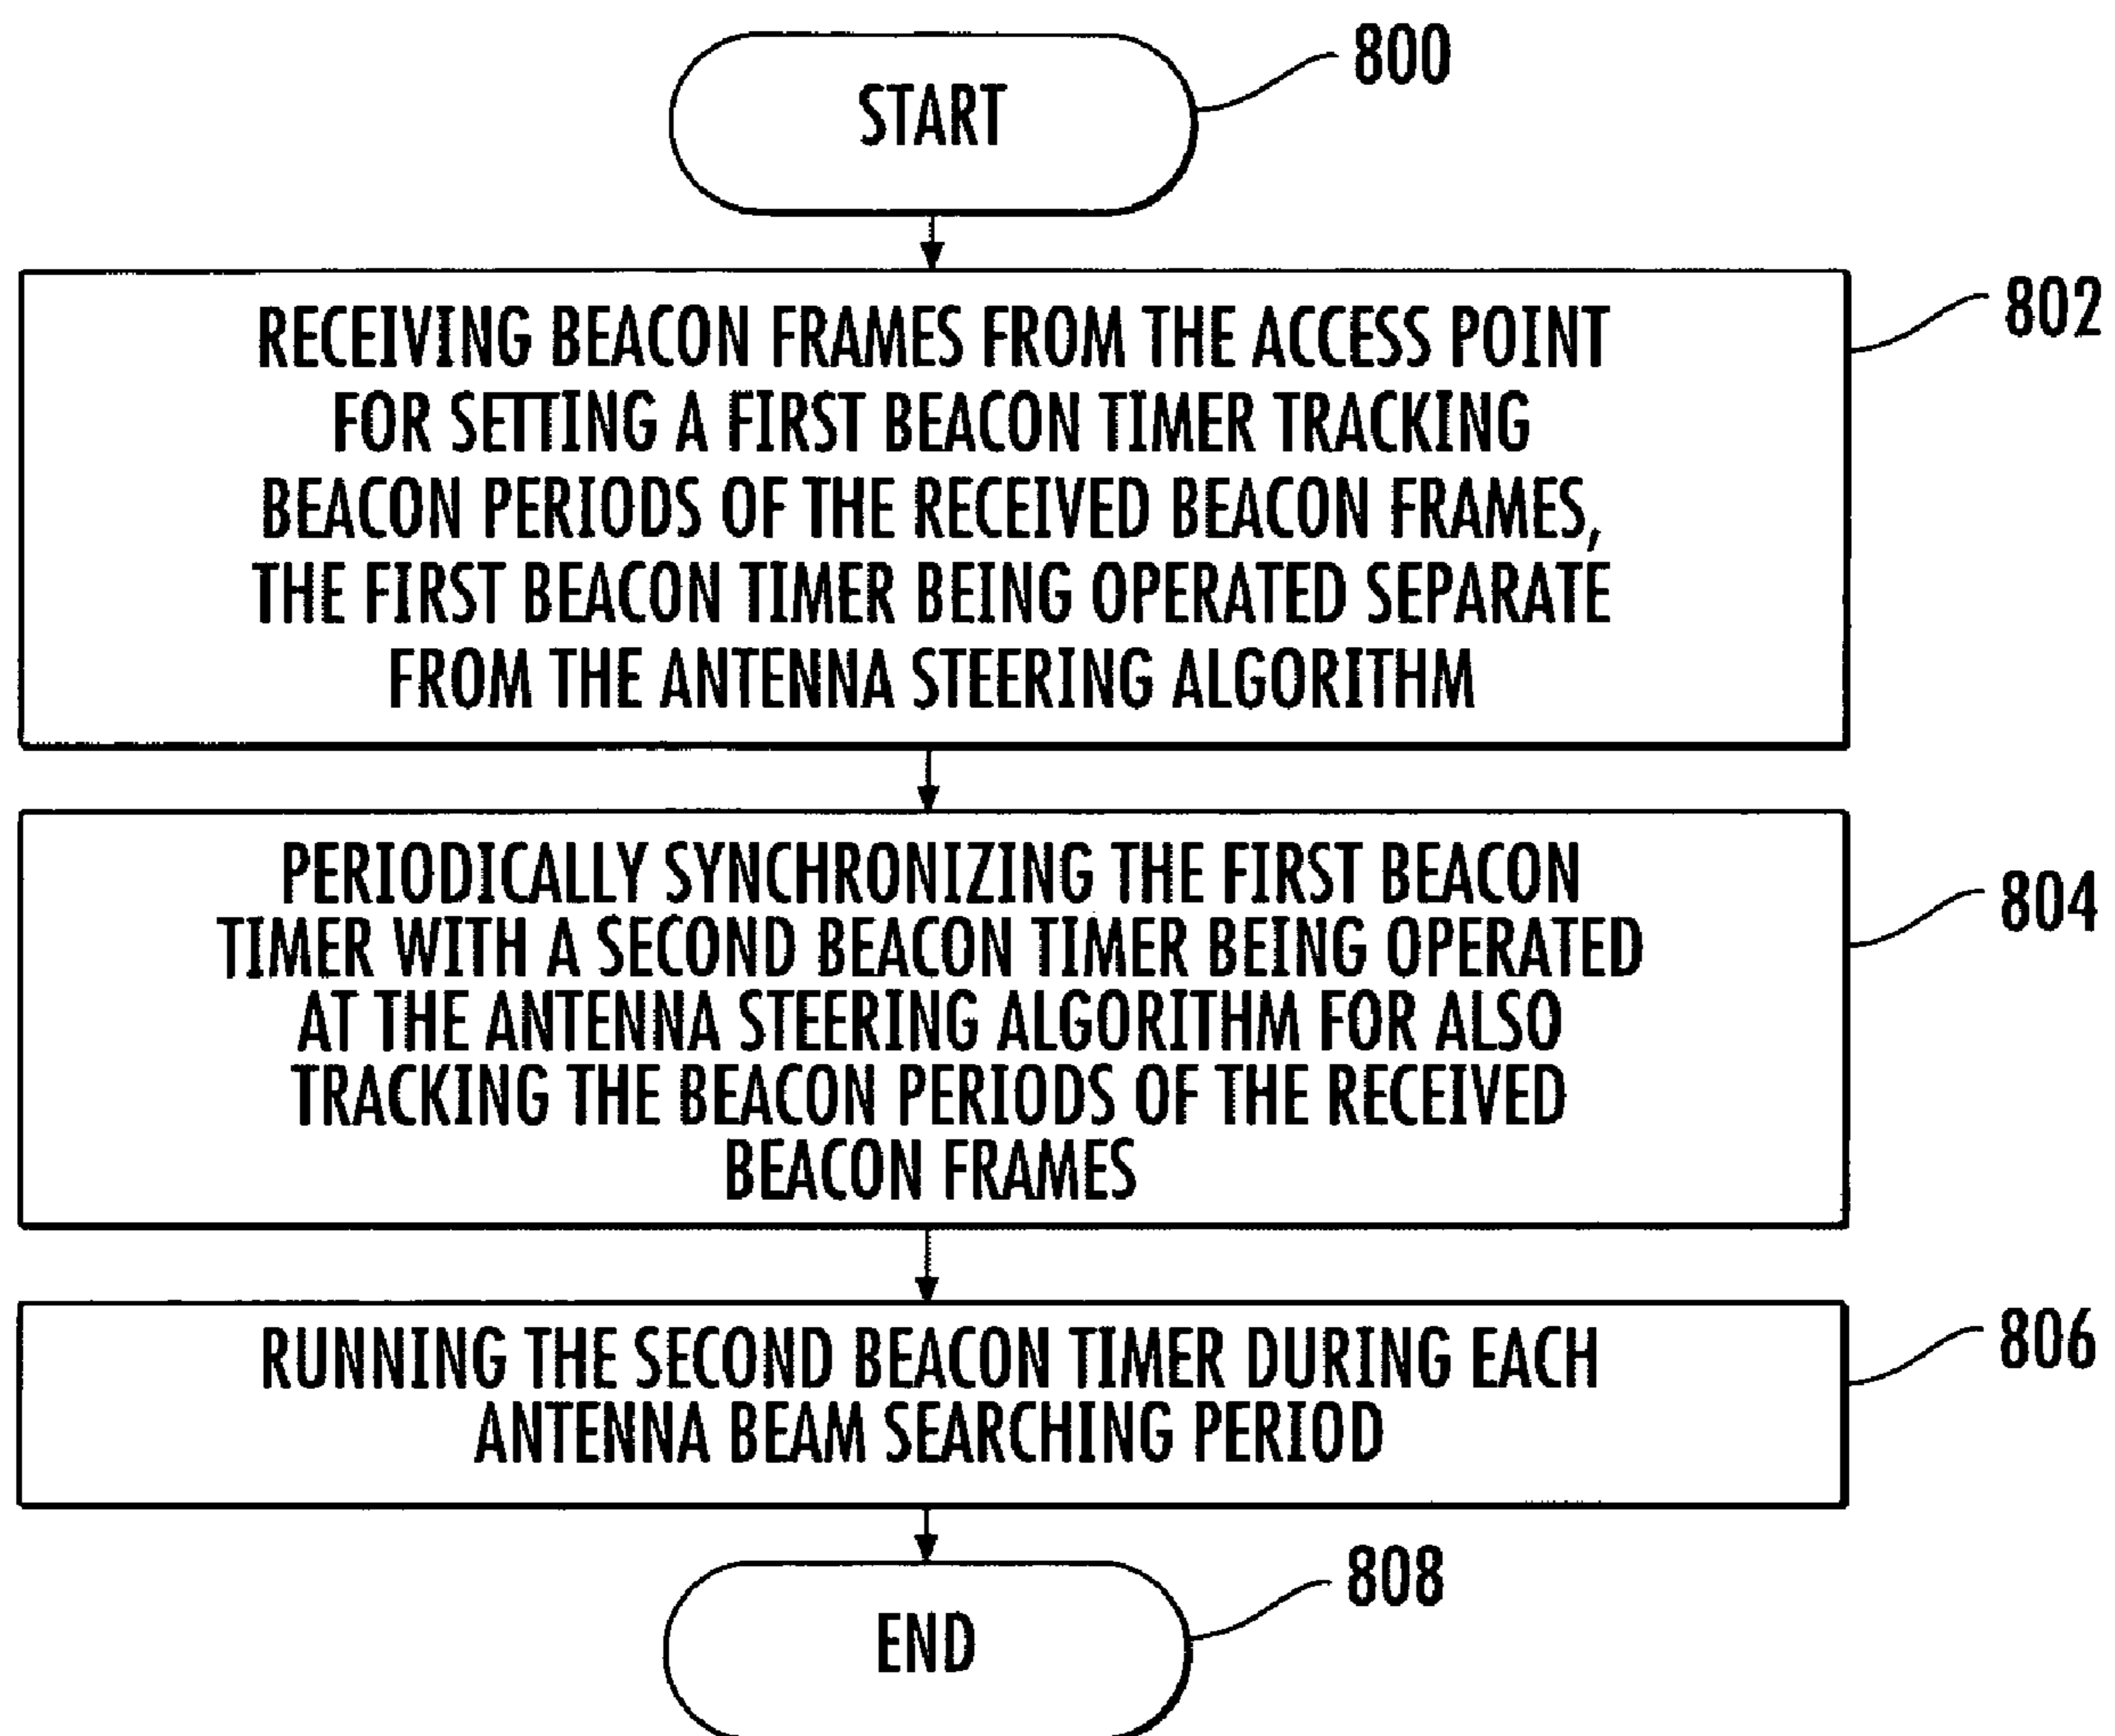 START
800
RECEIVING BEACON FRAMES FROM THE ACCESS POINT
FOR SETTING A FIRST BEACON TIMER TRACKING
BEACON PERIODS OF THE RECEIVED BEACON FRAMES,
THE FIRST BEACON TIMER BEING OPERATED SEPARATE
FROM THE ANTENNA STEERING ALGORITHM
802
PERIODICALLY SYNCHRONIZING THE FIRST BEACON
TIMER WITH A SECOND BEACON TIMER BEING OPERATED
AT THE ANTENNA STEERING ALGORITHM FOR ALSO
TRACKING THE BEACON PERIODS OF THE RECEIVED
BEACON FRAMES
804
RUNNING THE SECOND BEACON TIMER DURING EACH
ANTENNA BEAM SEARCHING PERIOD
806
END
808